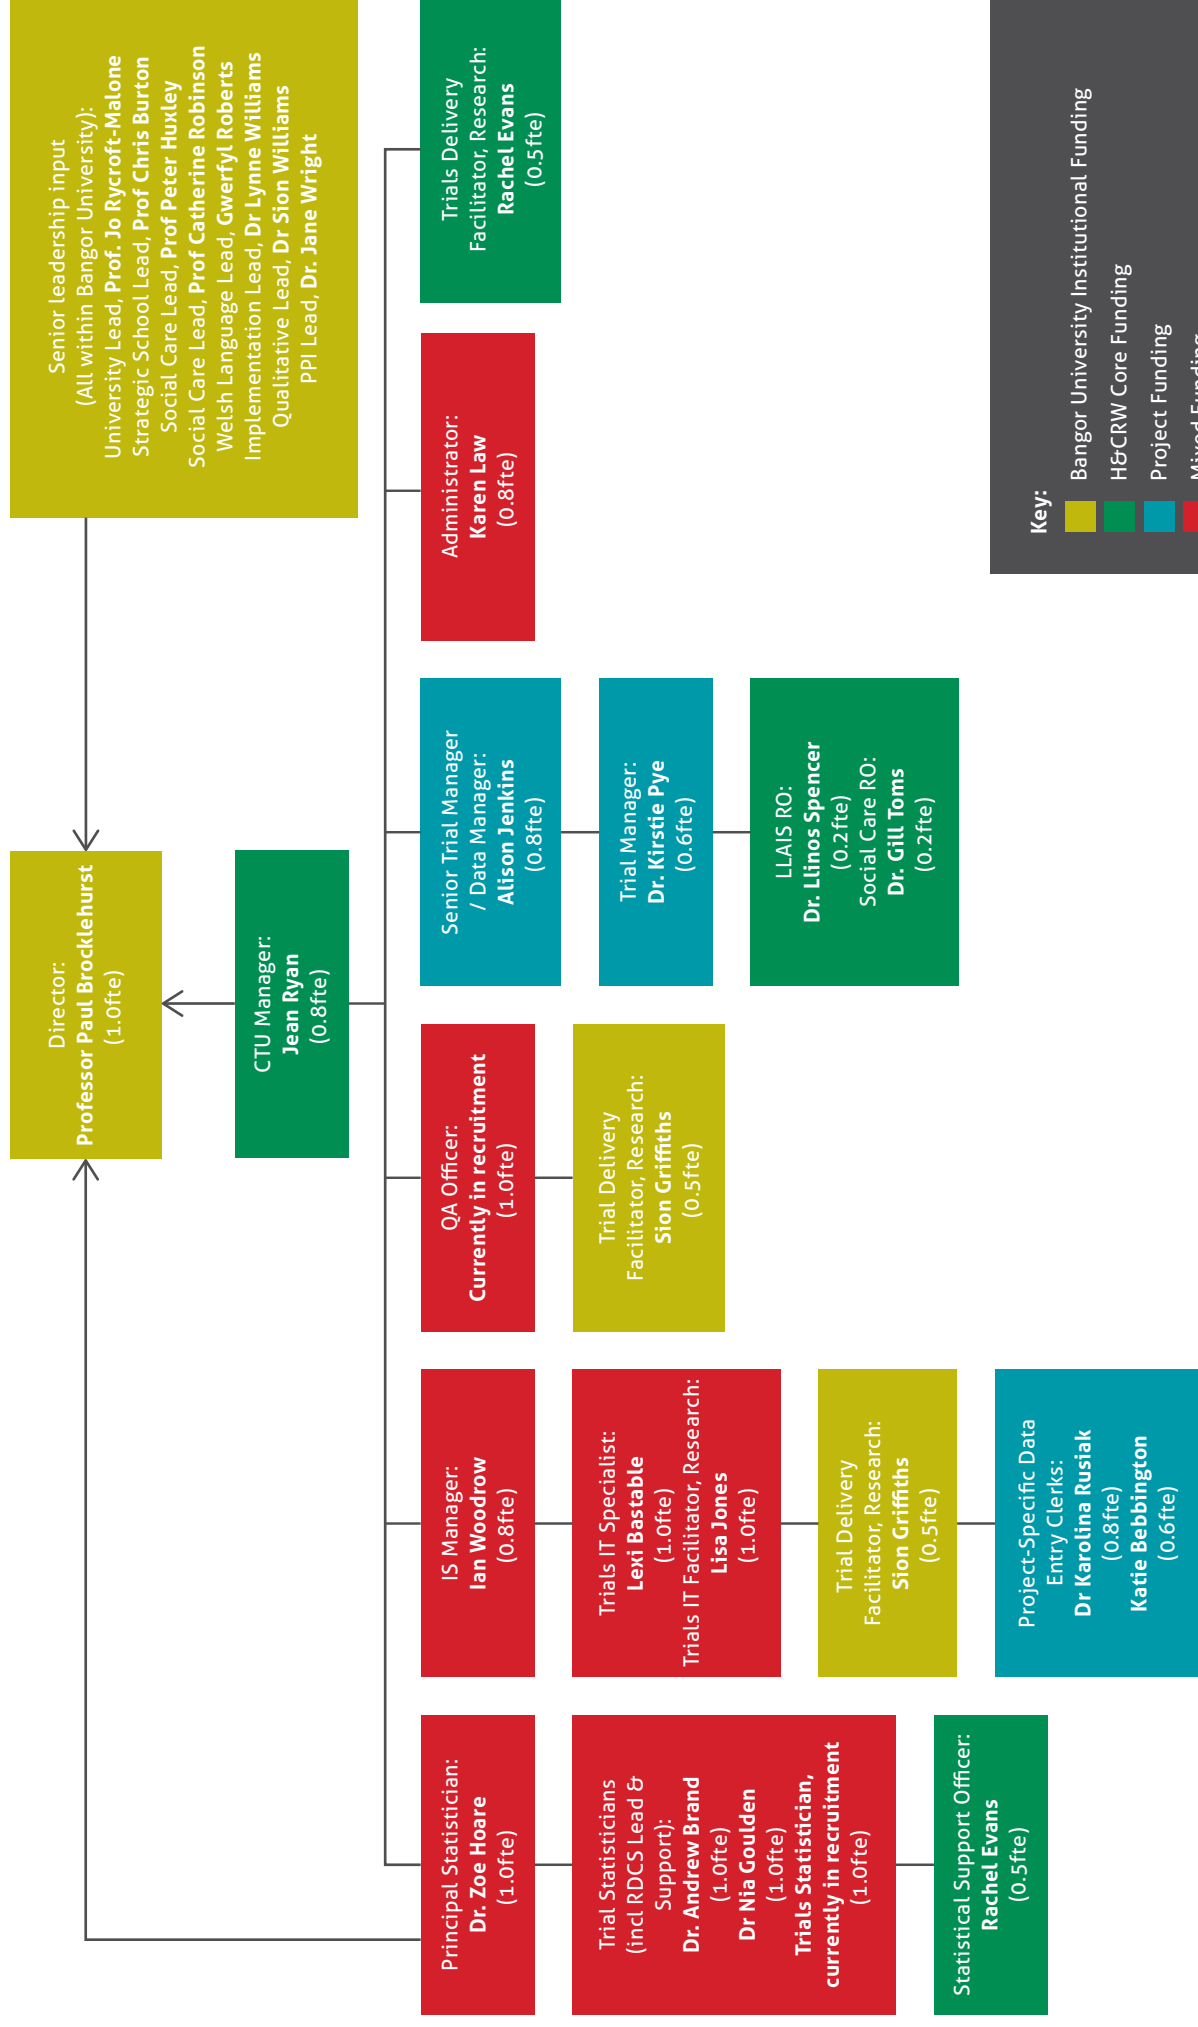 Senior leadership input
(All within Bangor University):
University Lead, Prof. Jo Rycroft-Malone
Strategic School Lead, Prof Chris Burton
Social Care Lead, Prof Peter Huxley
Social Care Lead, Prof Catherine Robinson
Welsh Language Lead, Gwerfyl Roberts
Implementation Lead, Dr Lynne Williams
Qualitative Lead, Dr Sion Williams
PPI Lead, Dr. Jane Wright
Director:
Professor Paul Brocklehurst
(1.0fte)
CTU Manager:
Jean Ryan
(0.8fte)
Principal Statistician:
Dr. Zoe Hoare
(1.0fte)
Trial Statisticians
(incl RDCS Lead &
Support):
Dr. Andrew Brand
(1.0fte)
Dr Nia Goulden
(1.0fte)
Trials Statistician,
currently in recruitment
(1.0fte)
Statistical Support Officer:
Rachel Evans
(0.5fte)
IS Manager:
Ian Woodrow
(0.8fte)
Trials IT Specialist:
Lexi Bastable
(1.0fte)
Trials IT Facilitator, Research:
Lisa Jones
(1.0fte)
Trial Delivery
Facilitator, Research:
Sion Griffiths
(0.5fte)
Project-Specific Data
Entry Clerks:
Dr Karolina Rusiak
(0.8fte)
Katie Bebbington
(0.6fte)
QA Officer:
Currently in recruitment
(1.0fte)
Trial Delivery
Facilitator, Research:
Sion Griffiths
(0.5fte)
Senior Trial Manager
/ Data Manager:
Alison Jenkins
(0.8fte)
Trial Manager:
Dr. Kirstie Pye
(0.6fte)
LLAIS RO:
Dr. Llinos Spencer
(0.2fte)
Social Care RO:
Dr. Gill Toms
(0.2fte)
Administrator:
Karen Law
(0.8fte)
Trials Delivery
Facilitator, Research:
Rachel Evans
(0.5fte)
Key:
Bangor University Institutional Funding
H&CRW Core Funding
Project Funding
Mixed Funding